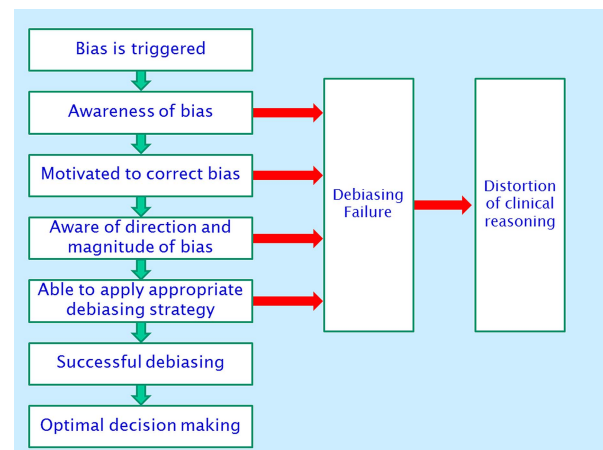 Bias is triggered
Awareness of bias
Motivated to correct bias
Aware of direction and
magnitude of bias
Able to apply appropriate
debiasing strategy
Successful debiasing
Optimal decision making
Debiasing
Failure
Distortion
of clinical
reasoning